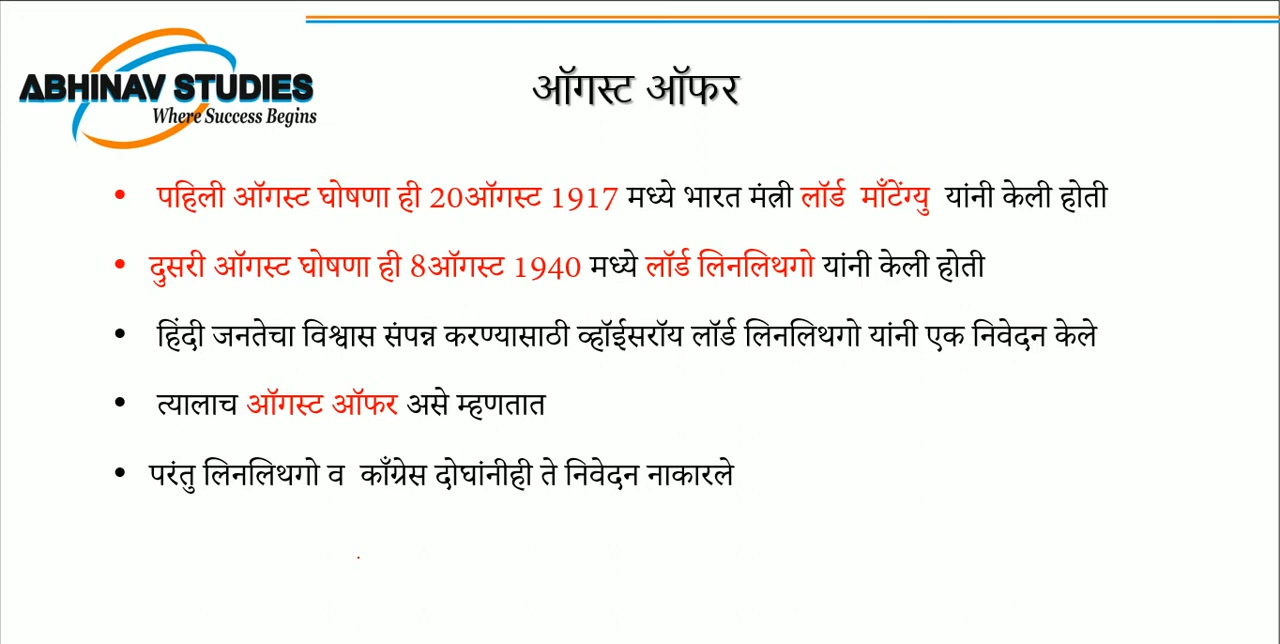 ABHINAV STUDIES
Where Success Begins
ऑगस्ट ऑफर
• पहिली ऑगस्ट घोषणा ही 20ऑगस्ट 1917 मध्ये भारत मंत्री लॉर्ड माँटेंग्यु यांनी केली होती
• दुसरी ऑगस्ट घोषणा ही 8ऑगस्ट 1940 मध्ये लॉर्ड लिनलिथगो यांनी केली होती
• हिंदी जनतेचा विश्वास संपन्न करण्यासाठी व्हॉईसरॉय लॉर्ड लिनलिथगो यांनी एक निवेदन केले
• त्यालाच ऑगस्ट ऑफर असे म्हणतात
• परंतु लिनलिथगो व काँग्रेस दोघांनीही ते निवेदन नाकारले